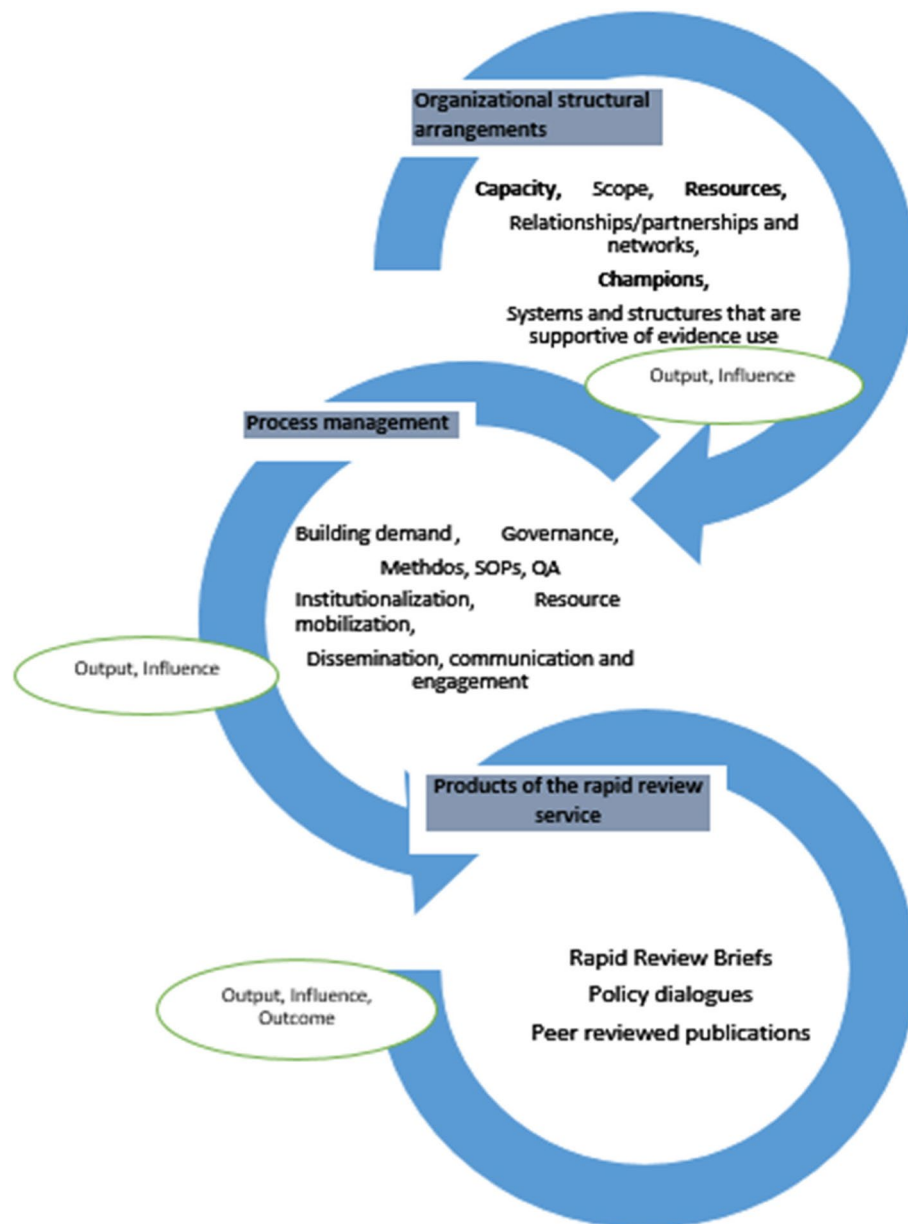 Organizational structural
arrangements
Capacity, Scope, Resources,
Relationships/partnerships and
networks,
Champions,
Systems and structures that are
supportive of evidence use
Output, Influence
Process management
Building demand , Governance,
Methdos, SOPs, QA
Institutionalization, Resource
mobilization,
Dissemination, communication and
engagement
Output, Influence
Products of the rapid review
service
Rapid Review Briefs
Policy dialogues
Peer reviewed publications
Output, Influence,
Outcome